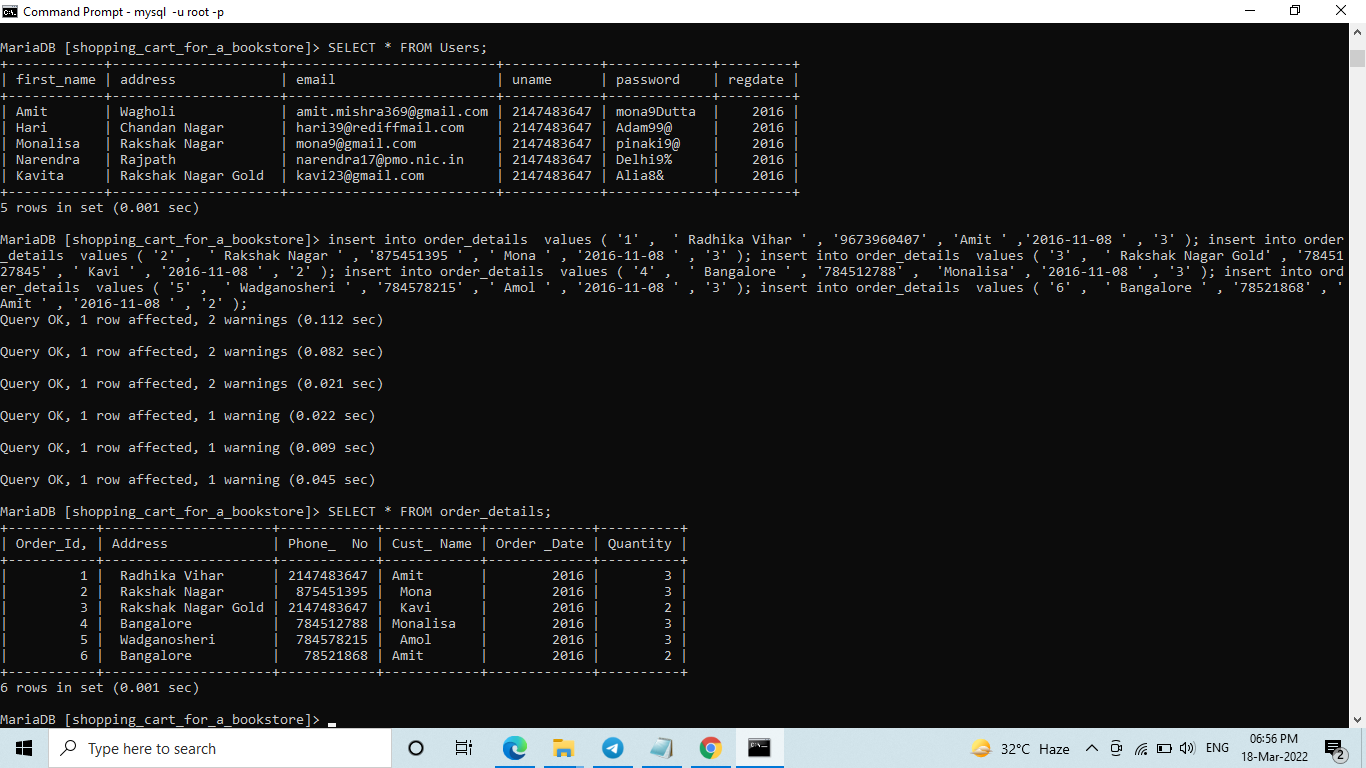 Command Prompt - mysql  -u root -p
MariaDB [shopping_cart_for_a_bookstore]> SELECT * FROM Users;
+------------+---------------------+--------------------------+------------+-------------+---------+
| first_name | address             | email                    | uname      | password    | regdate |
+------------+---------------------+--------------------------+------------+-------------+---------+
| Amit       | Wagholi             | amit.mishra369@gmail.com | 2147483647 | mona9Dutta  |    2016 |
| Hari       | Chandan Nagar       | hari39@rediffmail.com    | 2147483647 | Adam99@     |    2016 |
| Monalisa   | Rakshak Nagar       | mona9@gmail.com          | 2147483647 | pinaki9@    |    2016 |
| Narendra   | Rajpath             | narendra17@pmo.nic.in    | 2147483647 | Delhi9%     |    2016 |
| Kavita     | Rakshak Nagar Gold  | kavi23@gmail.com         | 2147483647 | Alia8&      |    2016 |
+------------+---------------------+--------------------------+------------+-------------+---------+
5 rows in set (0.001 sec)
MariaDB [shopping_cart_for_a_bookstore]> insert into order_details  values ( '1' ,  ' Radhika Vihar ' , '9673960407' , 'Amit ' ,'2016-11-08 ' , '3' ); insert into order
_details  values ( '2' ,  ' Rakshak Nagar ' , '875451395 ' , ' Mona ' , '2016-11-08 ' , '3' ); insert into order_details  values ( '3' ,  ' Rakshak Nagar Gold' , '78451
27845' , ' Kavi ' , '2016-11-08 ' , '2' ); insert into order_details  values ( '4' ,  ' Bangalore ' , '784512788' ,  'Monalisa' , '2016-11-08 ' , '3' ); insert into ord
er_details  values ( '5' ,  ' Wadganosheri ' , '784578215' , ' Amol ' , '2016-11-08 ' , '3' ); insert into order_details  values ( '6' ,  ' Bangalore ' , '78521868' , '
Amit ' , '2016-11-08 ' , '2' );
Query OK, 1 row affected, 2 warnings (0.112 sec)
Query OK, 1 row affected, 2 warnings (0.082 sec)
Query OK, 1 row affected, 2 warnings (0.021 sec)
Query OK, 1 row affected, 1 warning (0.022 sec)
Query OK, 1 row affected, 1 warning (0.009 sec)
Query OK, 1 row affected, 1 warning (0.045 sec)
MariaDB [shopping_cart_for_a_bookstore]> SELECT * FROM order_details;
+-----------+---------------------+------------+------------+-------------+----------+
| Order_Id, | Address             | Phone_  No | Cust_ Name | Order _Date | Quantity |
+-----------+---------------------+------------+------------+-------------+----------+
|         1 |  Radhika Vihar      | 2147483647 | Amit       |        2016 |        3 |
|         2 |  Rakshak Nagar      |  875451395 |  Mona      |        2016 |        3 |
|         3 |  Rakshak Nagar Gold | 2147483647 |  Kavi      |        2016 |        2 |
|         4 |  Bangalore          |  784512788 | Monalisa   |        2016 |        3 |
|         5 |  Wadganosheri       |  784578215 |  Amol      |        2016 |        3 |
|         6 |  Bangalore          |   78521868 | Amit       |        2016 |        2 |
+-----------+---------------------+------------+------------+-------------+----------+
6 rows in set (0.001 sec)
MariaDB [shopping_cart_for_a_bookstore]>
Type here to search
32°C  Haze
ENG
06:56 PM
18-Mar-2022
2